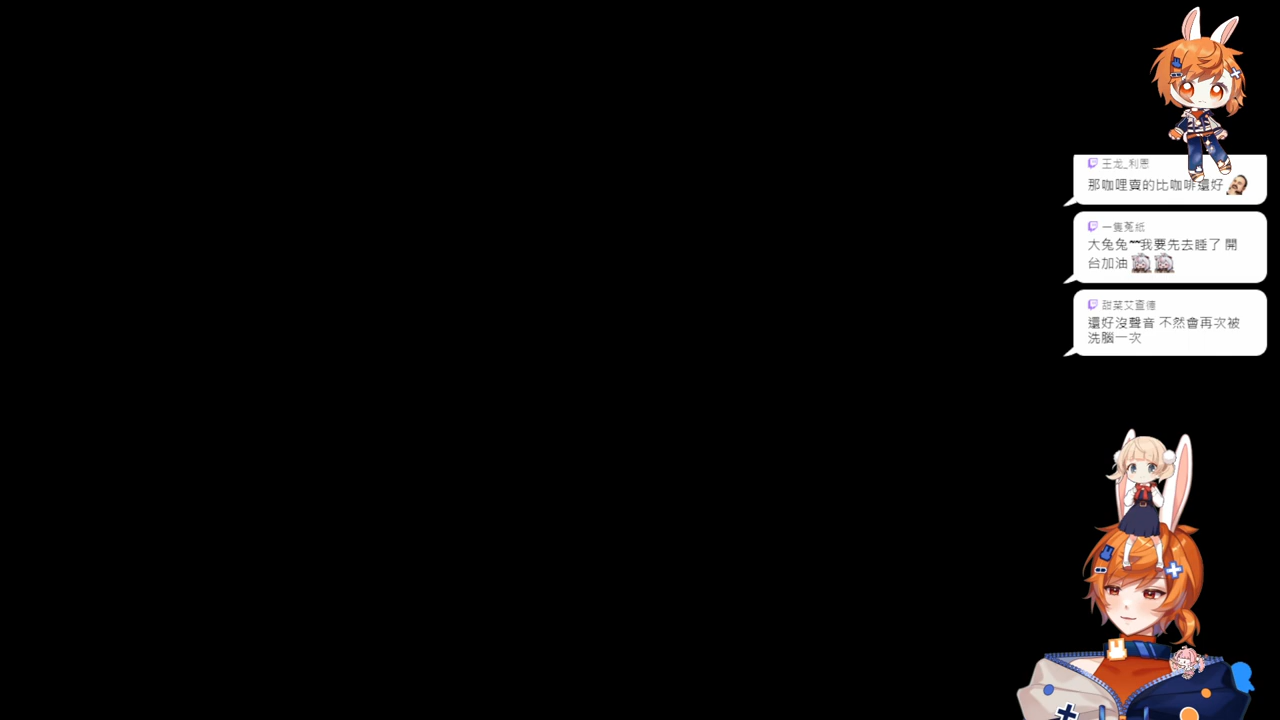 王龙_利恩
那咖哩賣的比咖啡還好
一隻菟紙
大兔兔~~我要先去睡了 開
台加油
甜菜艾查德
還好沒聲音 不然會再次被
洗腦一次